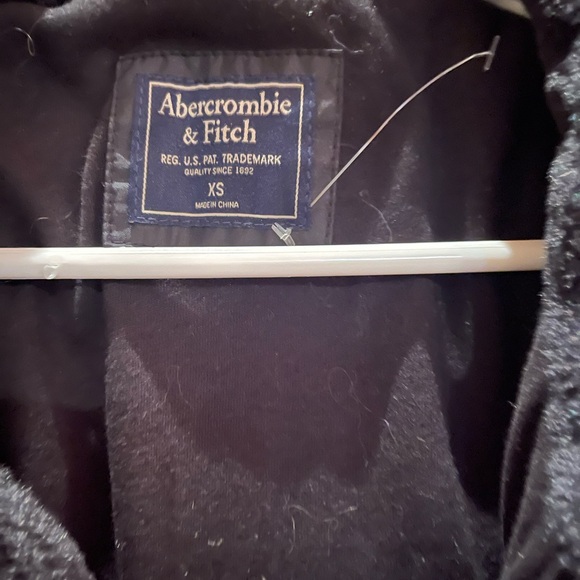 Abercrombie
& Fitch
REG. U.S. PAT. TRADEMARK
QUALITY SINCE 1892
XS
MADE IN CHINA